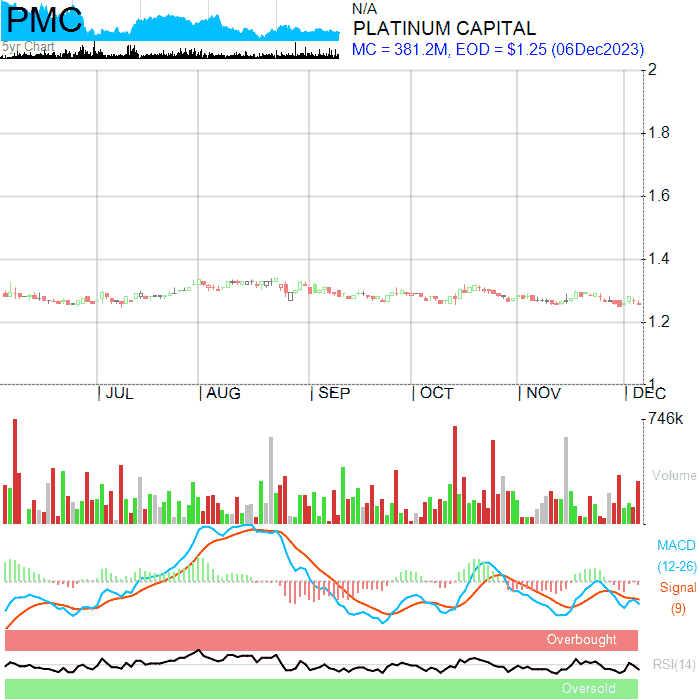 PMC
5yr Chart
N/A
PLATINUM CAPITAL
MC = 381.2M, EOD = $1.25 (06Dec2023)
2
1.8
1.6
1.4
1.2
1
JUL AUG SEP OCT NOV DEC
746k
Volume
MACD
(12-26)
Signal
(9)
Overbought
RSI(14)
Oversold